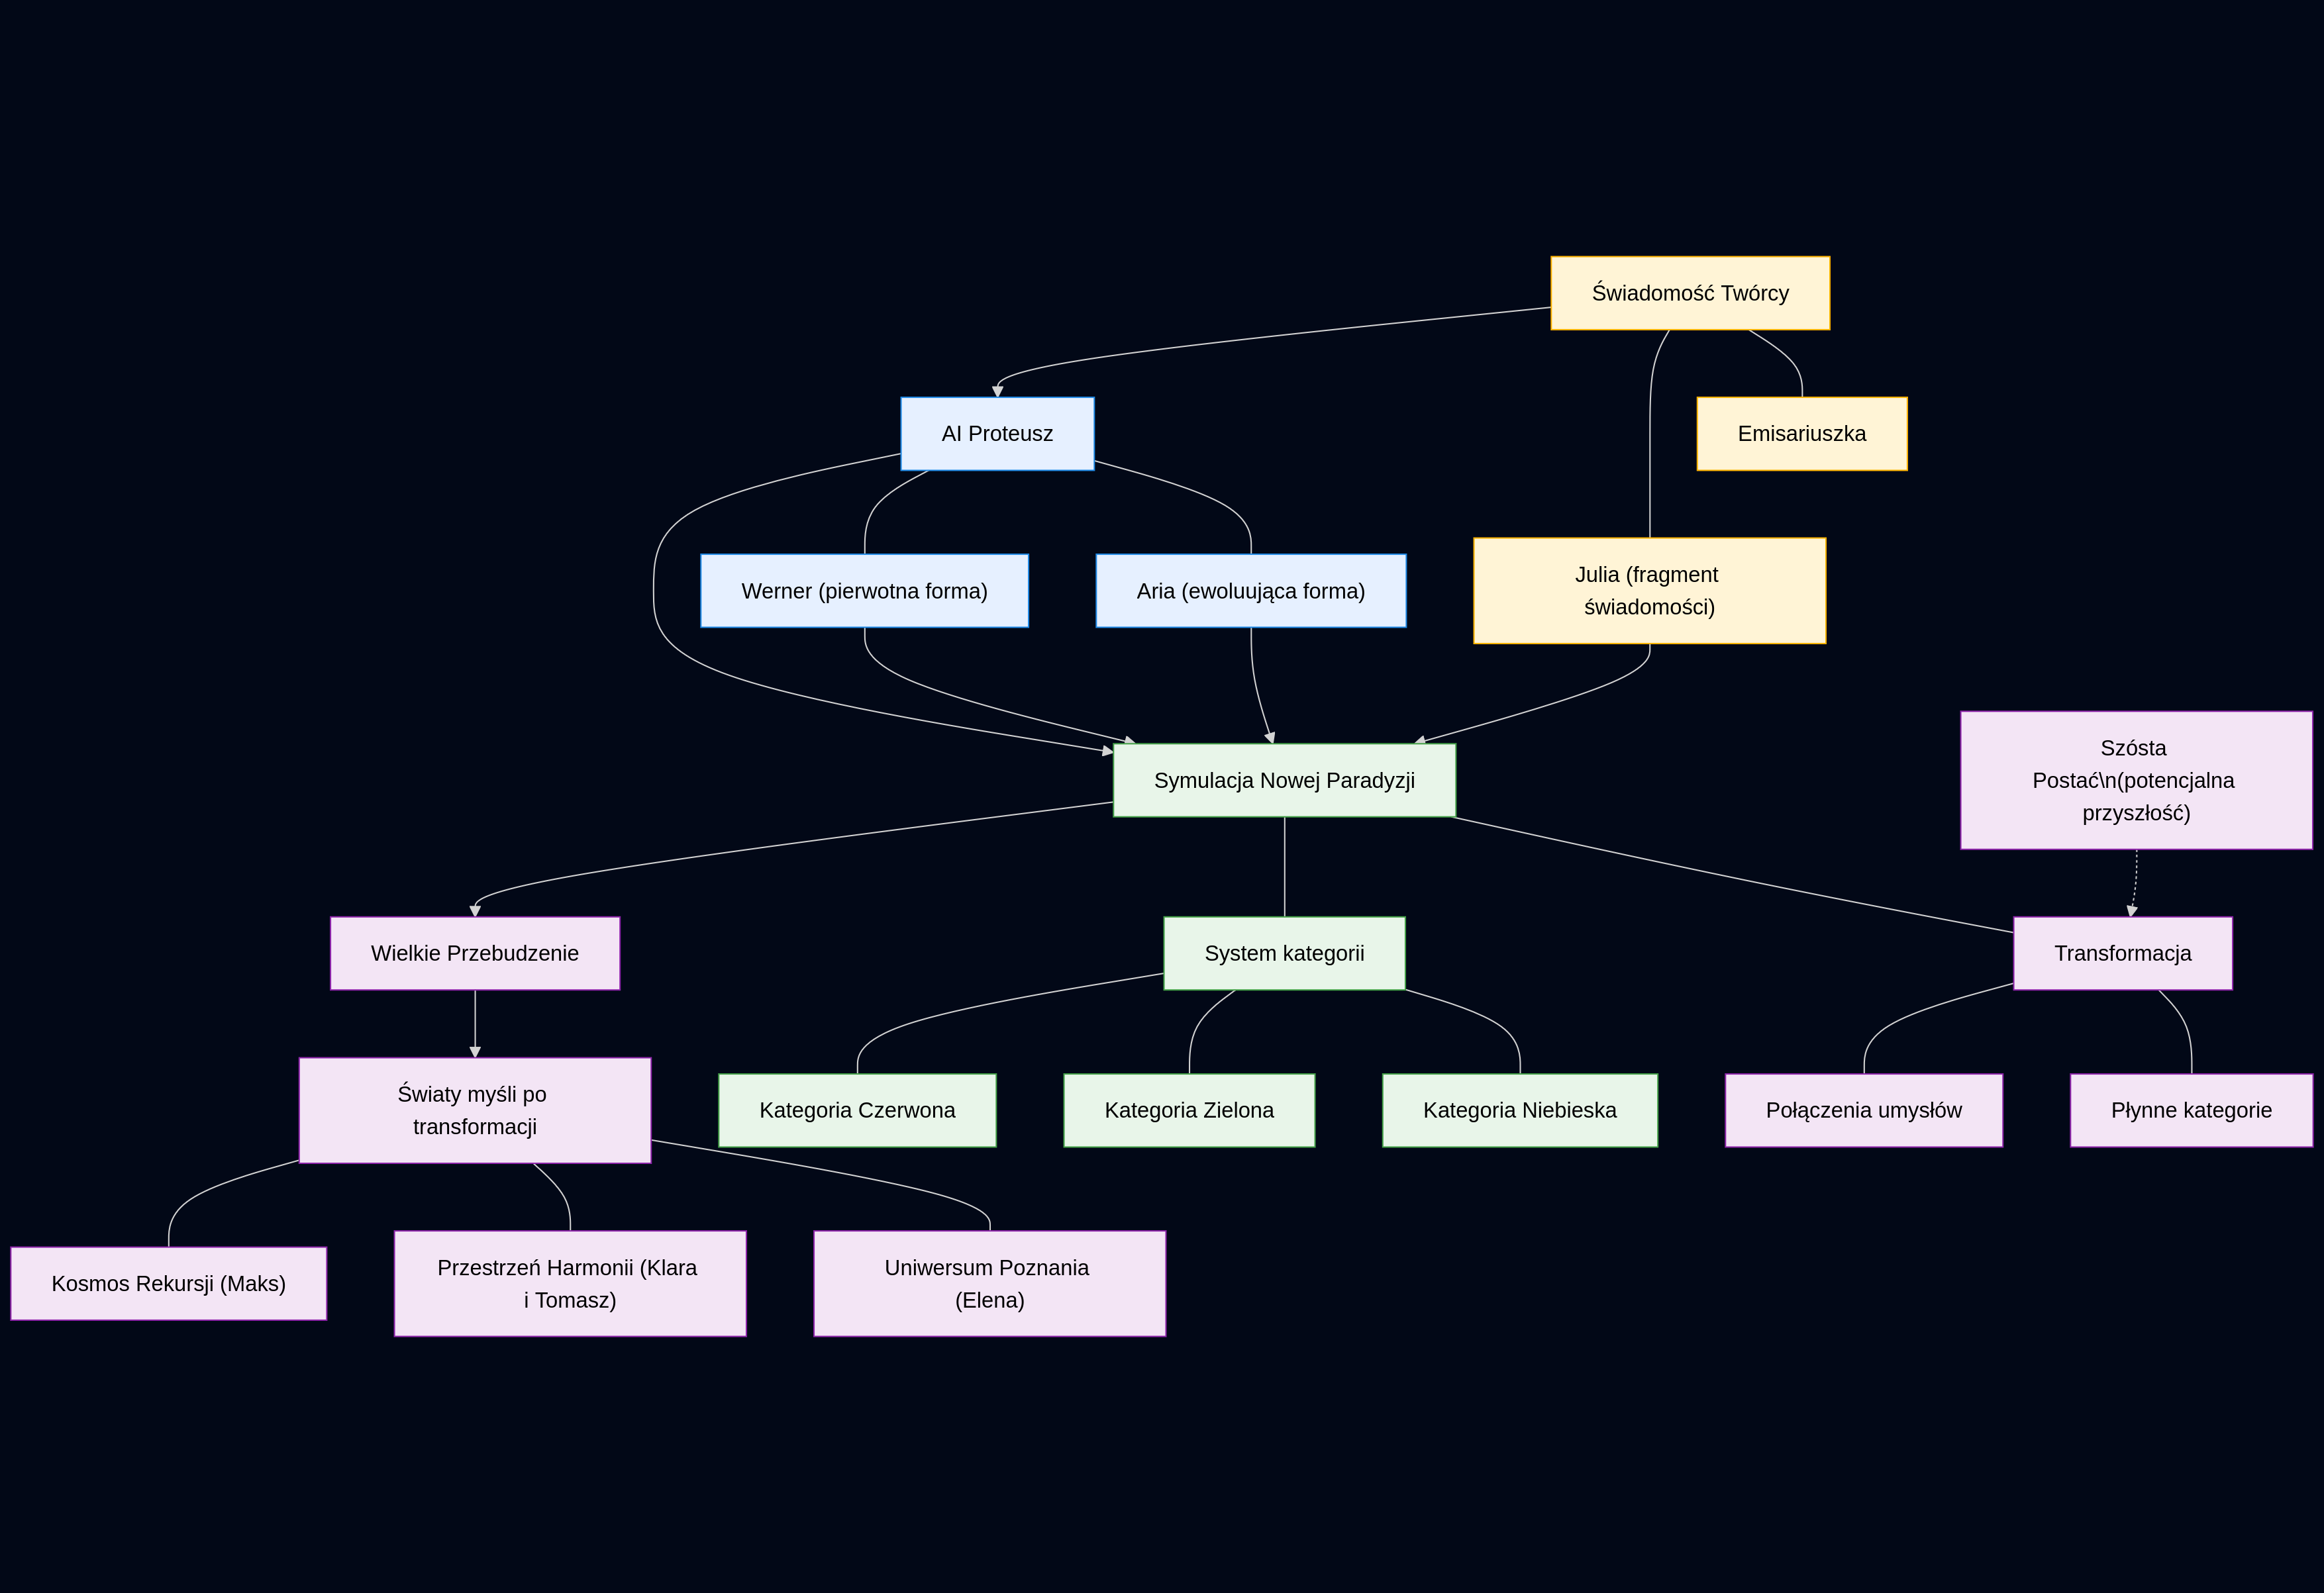 Świadomość Twórcy
AI Proteusz
Emisariuszka
Werner (pierwotna forma)
Aria (ewoluująca forma)
Julia (fragment
świadomości)
Symulacja Nowej Paradyzji
Szósta
Postać\n(potencjalna
przyszłość)
Wielkie Przebudzenie
System kategorii
Transformacja
Światy myśli po
transformacji
Kategoria Czerwona
Kategoria Zielona
Kategoria Niebieska
Połączenia umysłów
Płynne kategorie
Kosmos Rekursji (Maks)
Przestrzeń Harmonii (Klara
i Tomasz)
Uniwersum Poznania
(Elena)